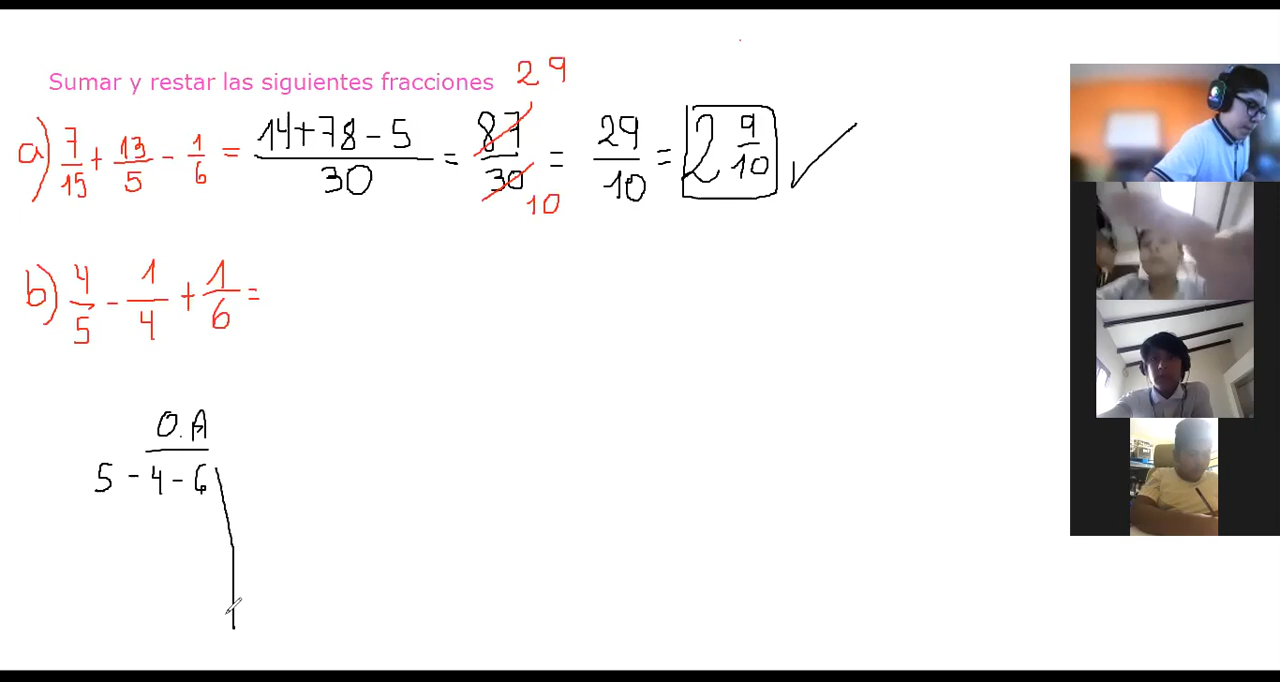 Sumar y restar las siguientes fracciones
a) 7/15 + 13/5 - 1/6 = (14+78-5)/30 = 87/30 = 29/10 = 2 9/10 ✓
29
10
b) 4/5 - 1/4 + 1/6 =
O.A
5 - 4 - 6